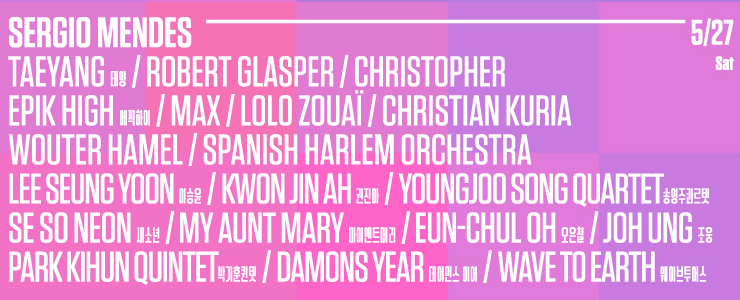 SERGIO MENDES 5/27
TAEYANG 태양 / ROBERT GLASPER / CHRISTOPHER Sat
EPIK HIGH 에픽하이 / MAX / LOLO ZOUAÏ / CHRISTIAN KURIA
WOUTER HAMEL / SPANISH HARLEM ORCHESTRA
LEE SEUNG YOON 이승윤 / KWON JIN AH 권진아 / YOUNGJOO SONG QUARTET 송영주쿼르텟
SE SO NEON 새소년 / MY AUNT MARY 마이앤트메리 / EUN-CHUL OH 오은철 / JOH UNG 조웅
PARK KIHUN QUINTET 박기훈퀸텟 / DAMONS YEAR 데이먼스 이어 / WAVE TO EARTH 웨이브투어스